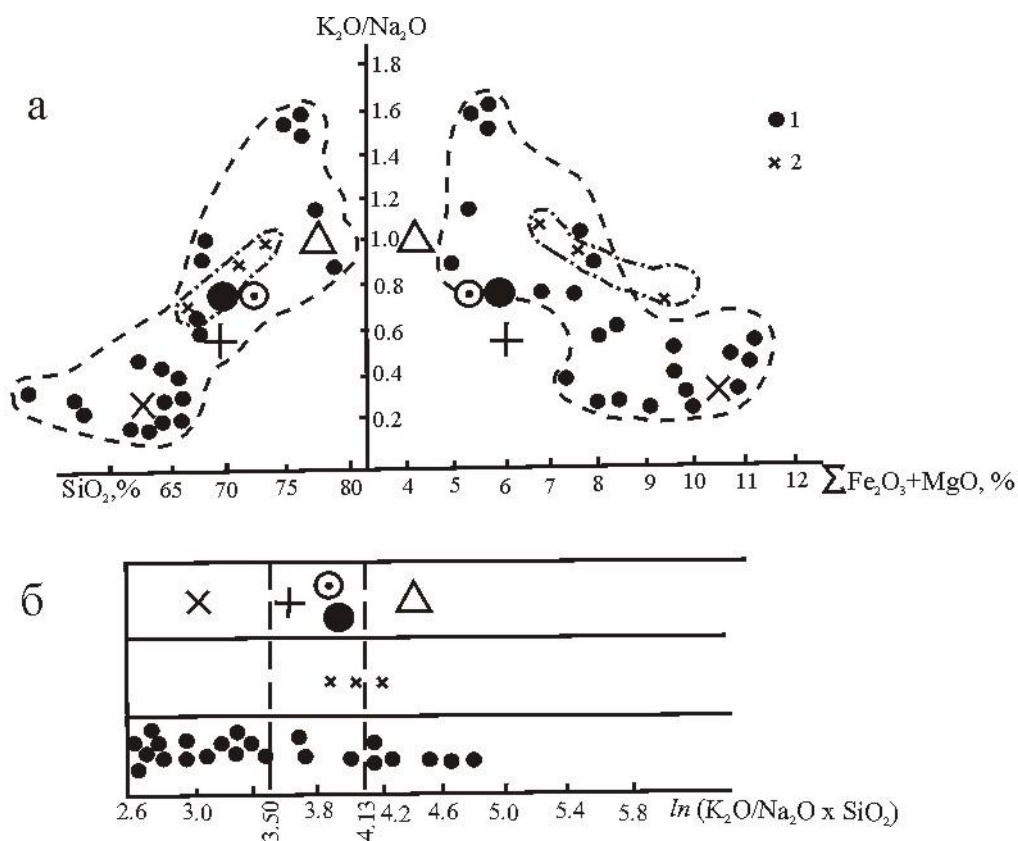 K₂O/Na₂O
а
1.8
1.6
1.4
1.2
1.0
0.8
0.6
0.4
0.2
1
2
SiO₂,% 65 70 75 80 4 5 6 7 8 9 10 11 12 ΣFe₂O₃+MgO, %
б
2.6 3.0 3.50 3.8 4.13 4.2 4.6 5.0 5.4 5.8 ln (K₂O/Na₂O x SiO₂)